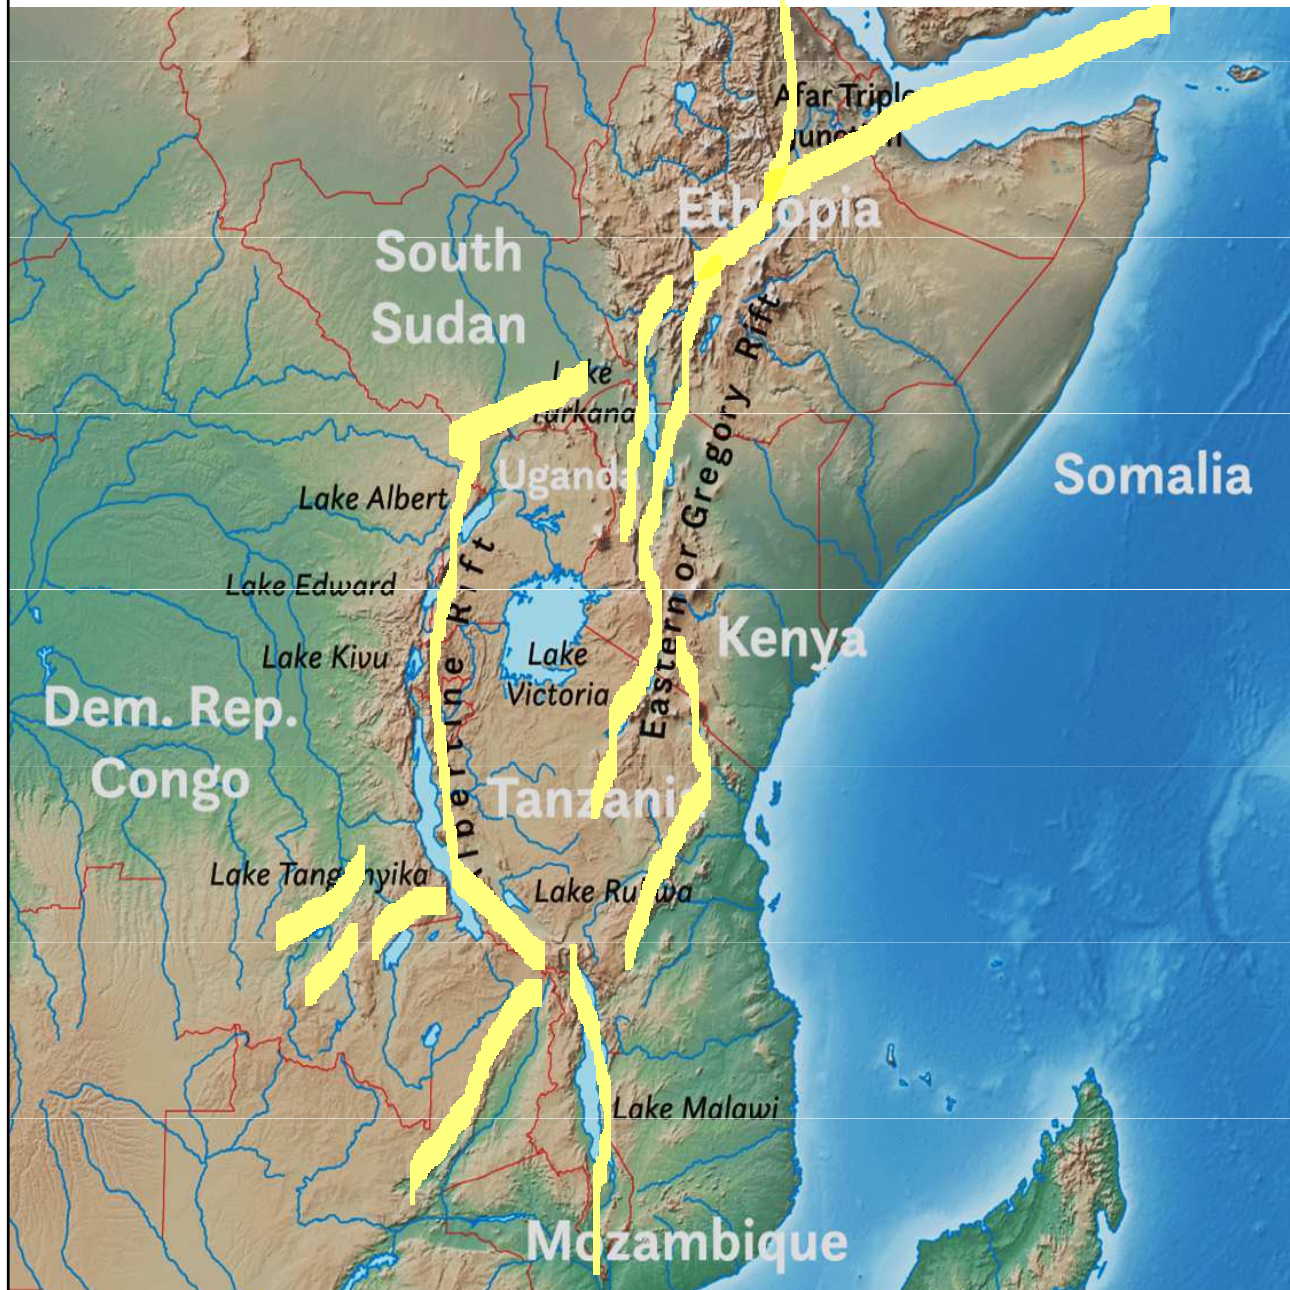 Afar Triple
Junction
Ethiopia
South
Sudan
Eastern or Gregory Rift
Lake
Turkana
Uganda
Somalia
Lake Albert
Lake Edward
Albertine Rift
Lake Kivu
Kenya
Lake
Victoria
Dem. Rep.
Congo
Tanzania
Lake Tanganyika
Lake Rukwa
Lake Malawi
Mozambique